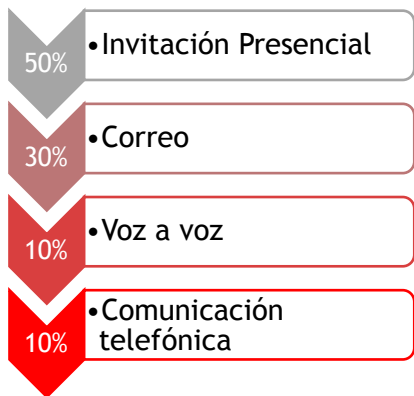 50%
•Invitación Presencial
30%
•Correo
10%
•Voz a voz
10%
•Comunicación
telefónica